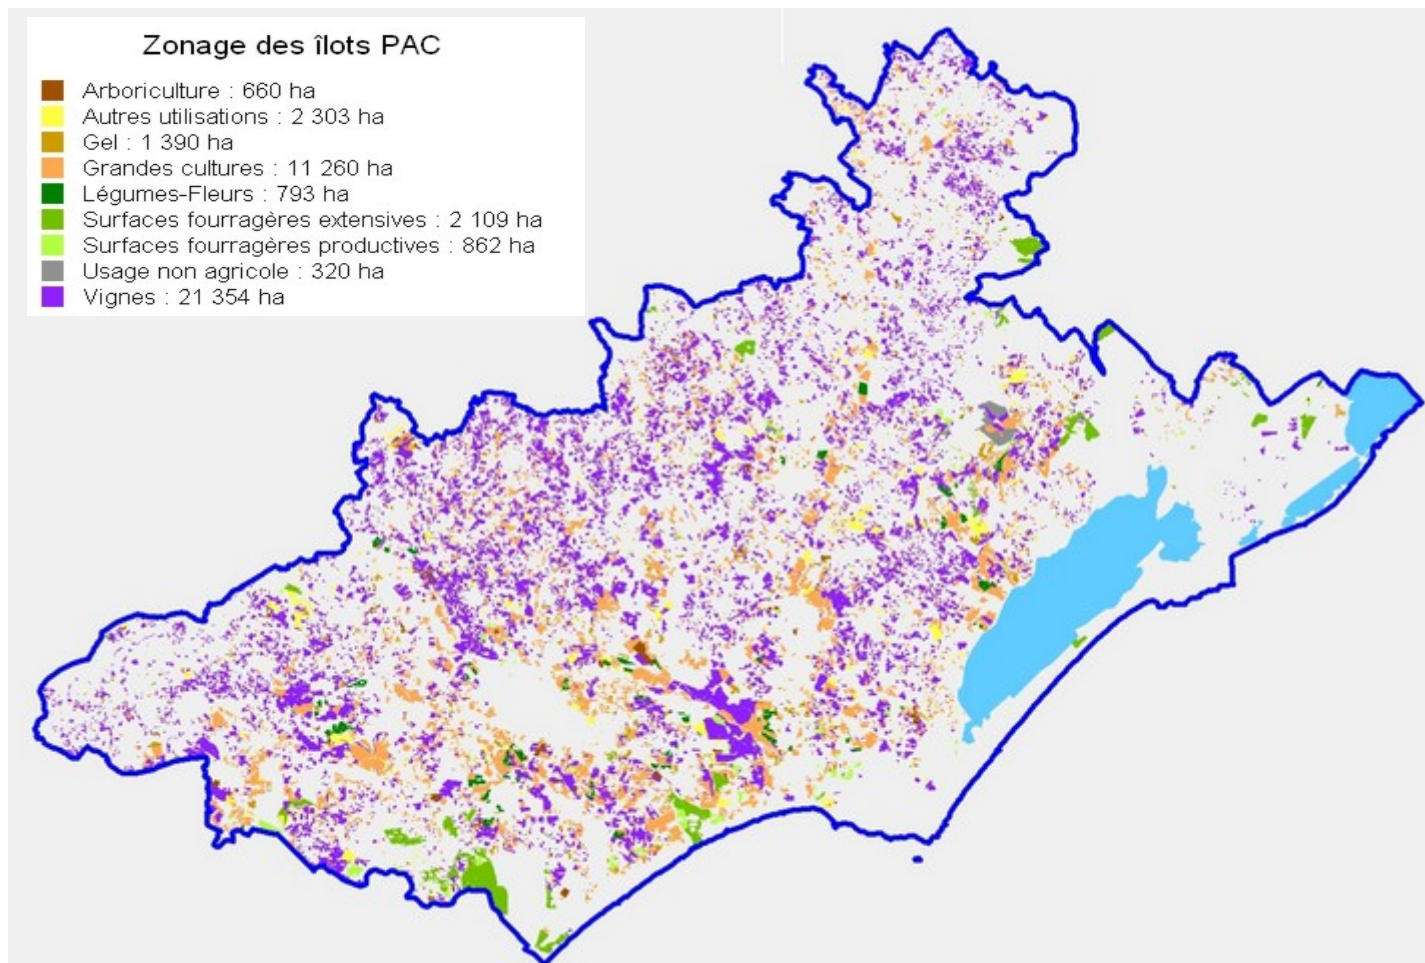 Zonage des îlots PAC
Arboriculture : 660 ha
Autres utilisations : 2 303 ha
Gel : 1 390 ha
Grandes cultures : 11 260 ha
Légumes-Fleurs : 793 ha
Surfaces fourragères extensives : 2 109 ha
Surfaces fourragères productives : 862 ha
Usage non agricole : 320 ha
Vignes : 21 354 ha